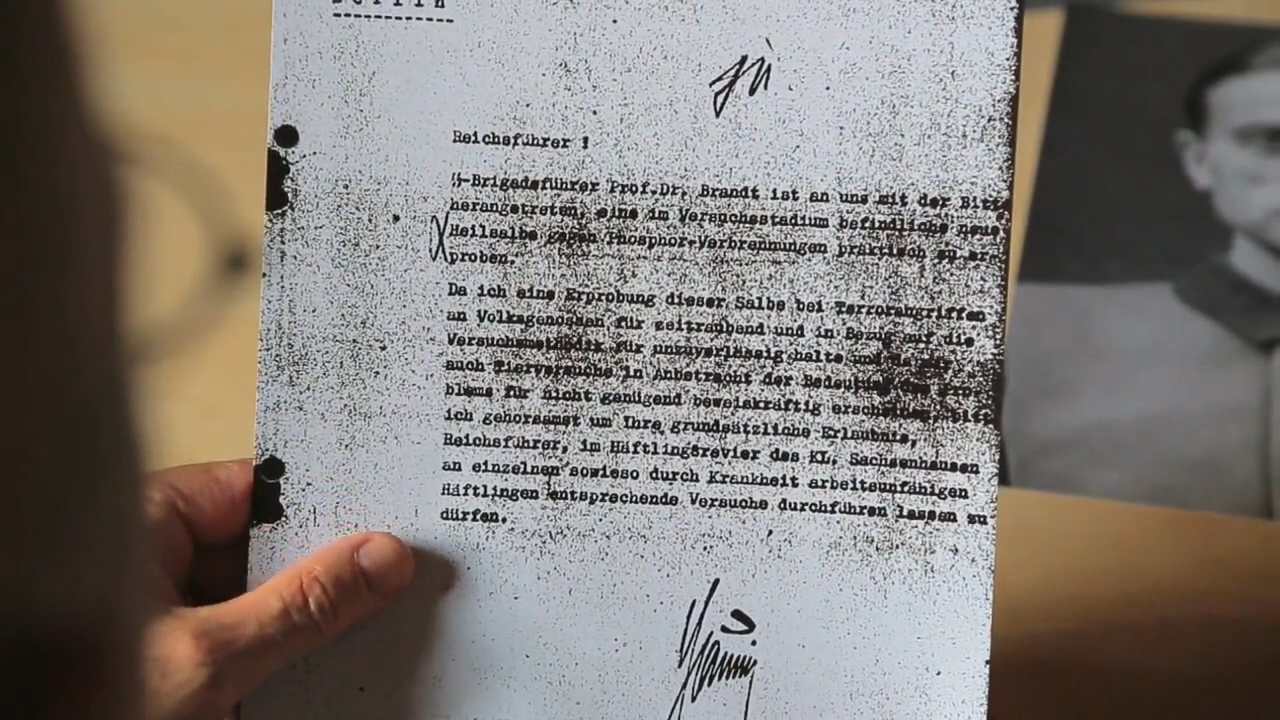 Berlin
Reichsführer !
-Brigadeführer Prof.Dr. Brandt ist an uns mit der Bitt
herangetreten, eine im Versuchsstadium befindliche neue
Heilsalbe gegen Phosphor-Verbrennungen praktisch zu er-
proben.
Da ich eine Erprobung dieser Salbe bei Terrorangriffen
an Volksgenossen für zeitraubend und in Bezug auf die
Versuchsmethodik für unzuverlässig halte und
auch Tierversuche in Anbetracht der Bedeutung
blems für nicht genügend beweiskräftig
ich gehorsamst um Ihre grundsätzliche Erlaubnis,
Reichsführer, im Häftlingsrevier des KL. Sachsenhausen
an einzelnen sowieso durch Krankheit arbeitsunfähigen
Häftlingen entsprechende Versuche durchführen lassen zu
dürfen.